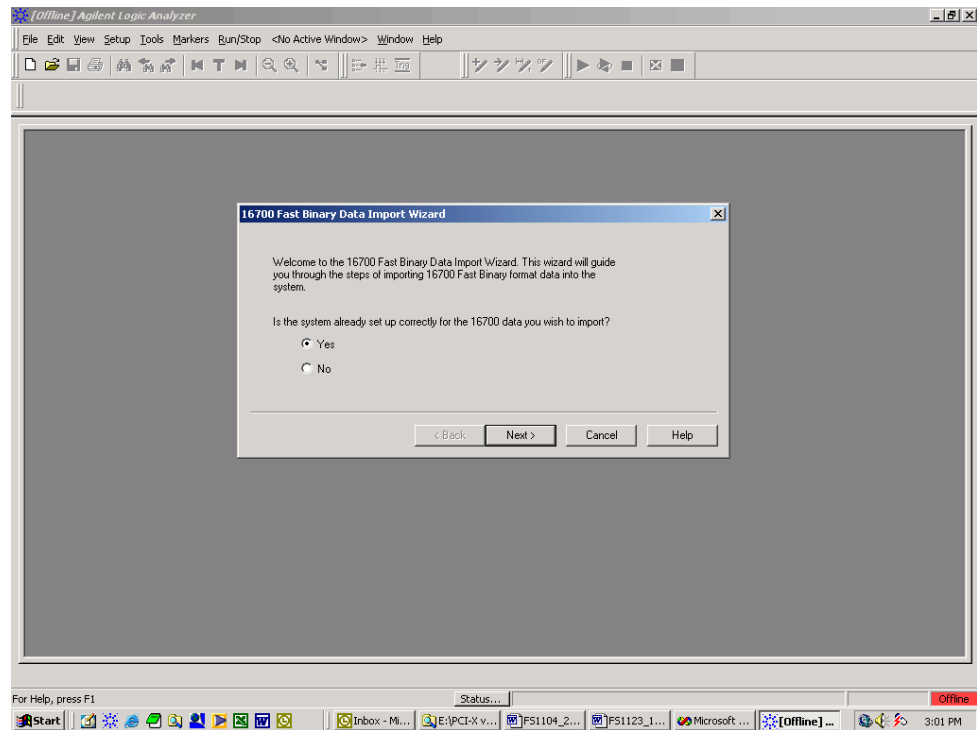 [Offline] Agilent Logic Analyzer
File Edit View Setup Tools Markers Run/Stop <No Active Window> Window Help
T Trig
16700 Fast Binary Data Import Wizard
Welcome to the 16700 Fast Binary Data Import Wizard. This wizard will guide
you through the steps of importing 16700 Fast Binary format data into the
system.
Is the system already set up correctly for the 16700 data you wish to import?
Yes
No
< Back Next > Cancel Help
For Help, press F1 Status... Offline
Start Inbox - Mi... E:\PCI-X v... FS1104_2... FS1123_1... Microsoft ... [Offline] ... 3:01 PM